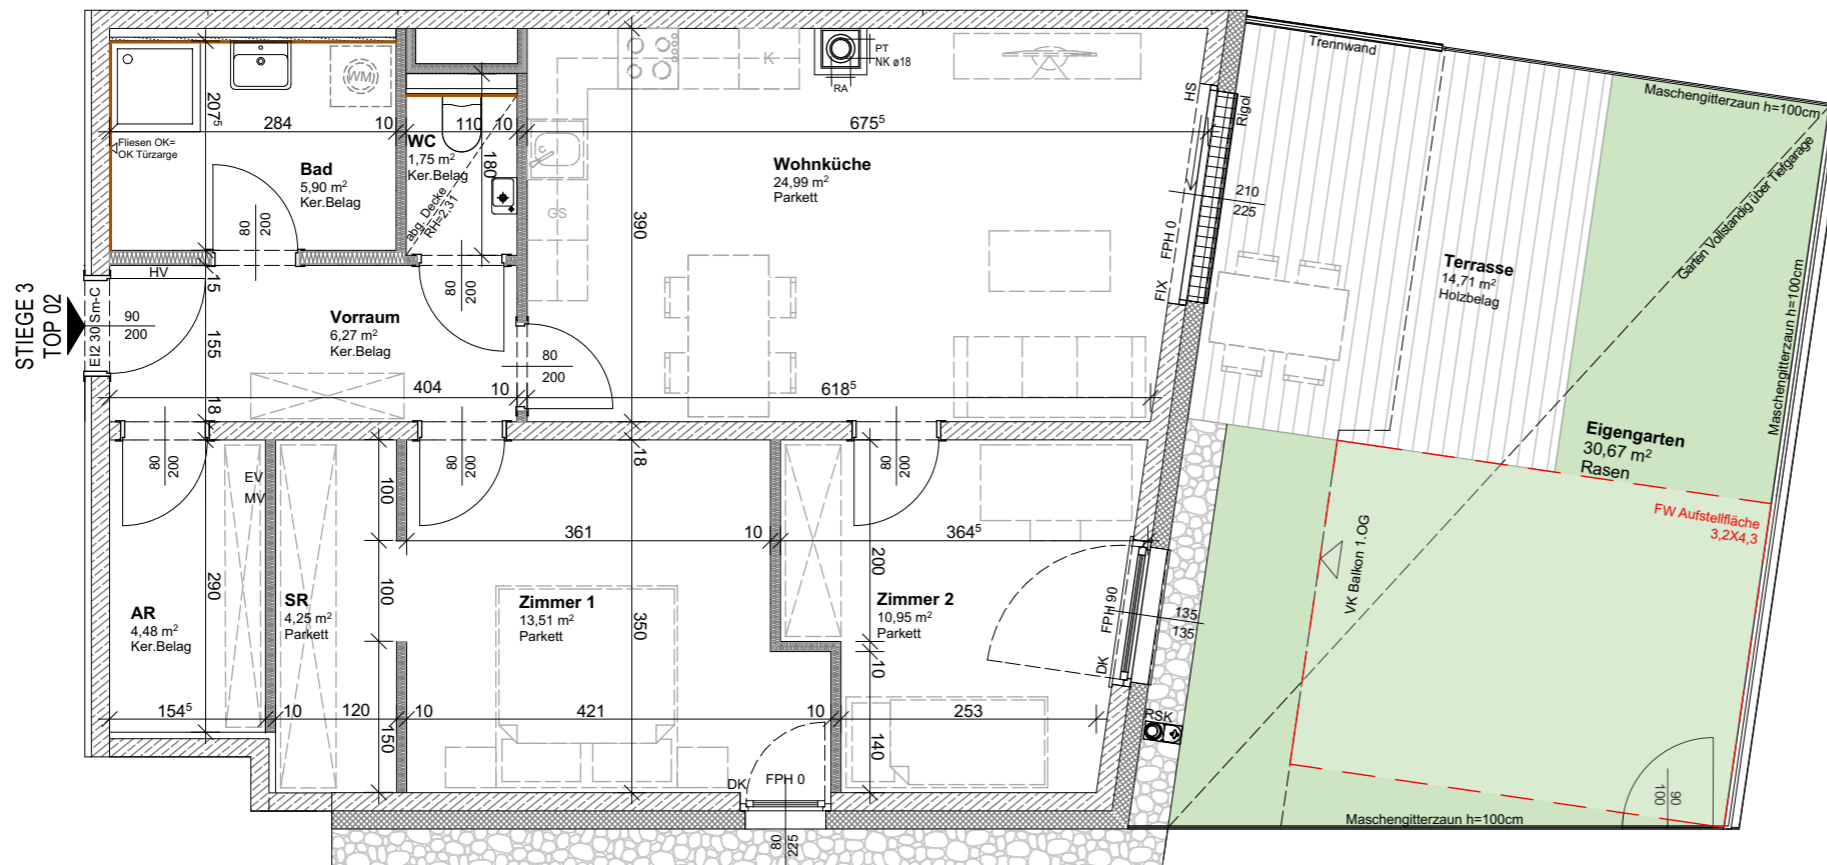 STIEGE 3
TOP 02
EI2 30 Sm-C
90
200
HV
284
10
110
10
675⁵
207⁵
Fliesen OK=
OK Türzarge
WM
Bad
5,90 m²
Ker.Belag
80
200
WC
1,75 m²
Ker.Belag
180
abg. Decke
RH=2,31
80
200
K
GS
PT
NK ø18
RA
Wohnküche
24,99 m²
Parkett
390
HS
Rigol
FPH 0
FIX
210
225
Trennwand
Maschengitterzaun h=100cm
Garten Vollständig über Tiefgarage
Maschengitterzaun h=100cm
Terrasse
14,71 m²
Holzbelag
15
155
18
Vorraum
6,27 m²
Ker.Belag
404
10
80
200
618⁵
Eigengarten
30,67 m²
Rasen
FW Aufstellfläche
3,2X4,3
VK Balkon 1.OG
80
200
80
200
80
200
18
EV
MV
100
100
150
361
10
364⁵
200
10
140
290
350
AR
4,48 m²
Ker.Belag
SR
4,25 m²
Parkett
Zimmer 1
13,51 m²
Parkett
Zimmer 2
10,95 m²
Parkett
FPH 90
DK
135
135
154⁵
10
120
10
421
10
253
RSK
DK
FPH 0
80
225
90
100
Maschengitterzaun h=100cm